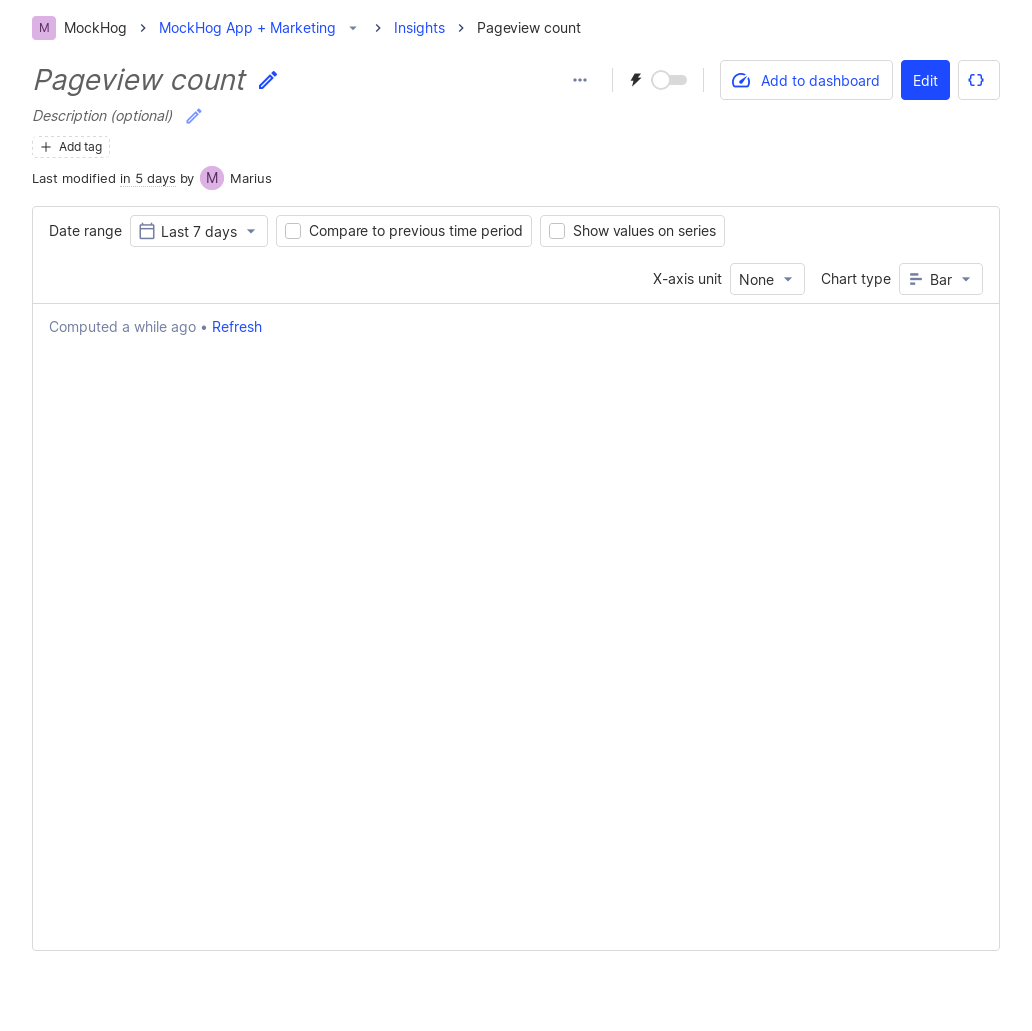 M MockHog MockHog App + Marketing Insights Pageview count
Pageview count
Add to dashboard Edit
Description (optional)
Add tag
Last modified in 5 days by M Marius
Date range Last 7 days Compare to previous time period Show values on series
X-axis unit None Chart type Bar
Computed a while ago • Refresh